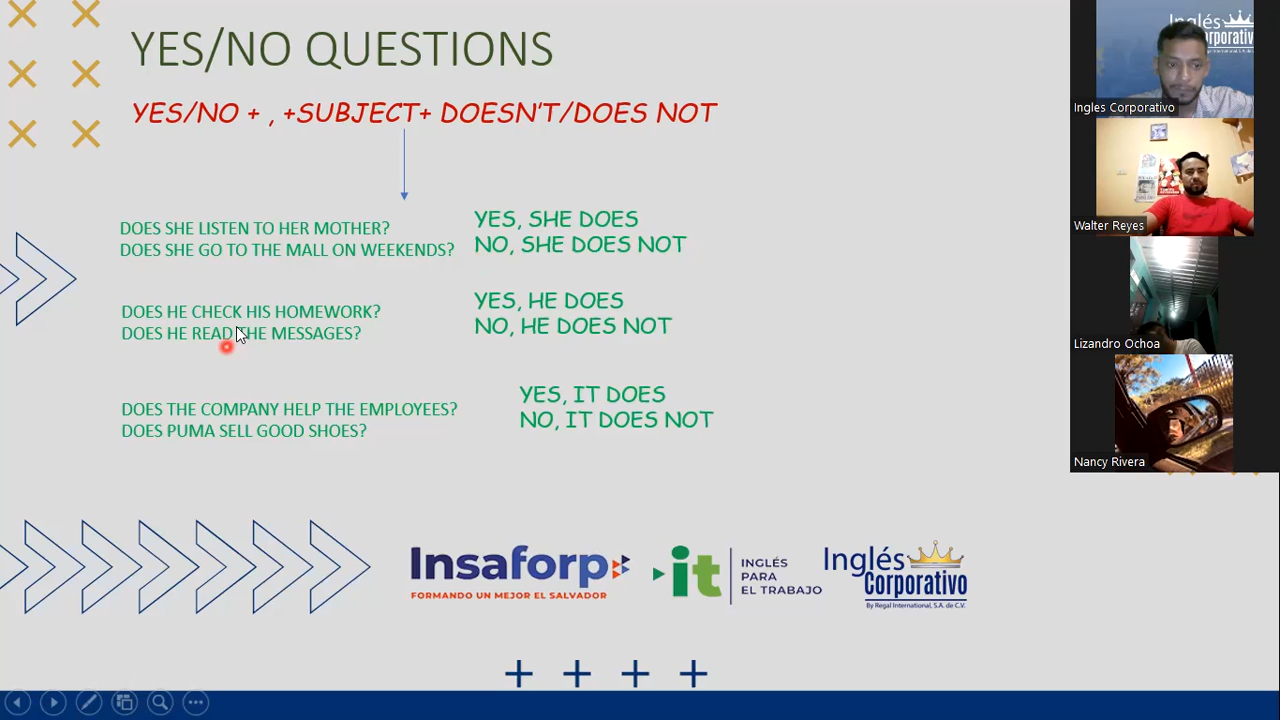 YES/NO QUESTIONS
YES/NO + , +SUBJECT+ DOESN'T/DOES NOT
DOES SHE LISTEN TO HER MOTHER?
DOES SHE GO TO THE MALL ON WEEKENDS?
YES, SHE DOES
NO, SHE DOES NOT
DOES HE CHECK HIS HOMEWORK?
DOES HE READ THE MESSAGES?
YES, HE DOES
NO, HE DOES NOT
DOES THE COMPANY HELP THE EMPLOYEES?
DOES PUMA SELL GOOD SHOES?
YES, IT DOES
NO, IT DOES NOT
Insaforp
FORMANDO UN MEJOR EL SALVADOR
it
INGLÉS
PARA
EL TRABAJO
Inglés
Corporativo
By Regal International, S.A. de C.V.
Inglés
Ingles Corporativo
Walter Reyes
Lizandro Ochoa
Nancy Rivera